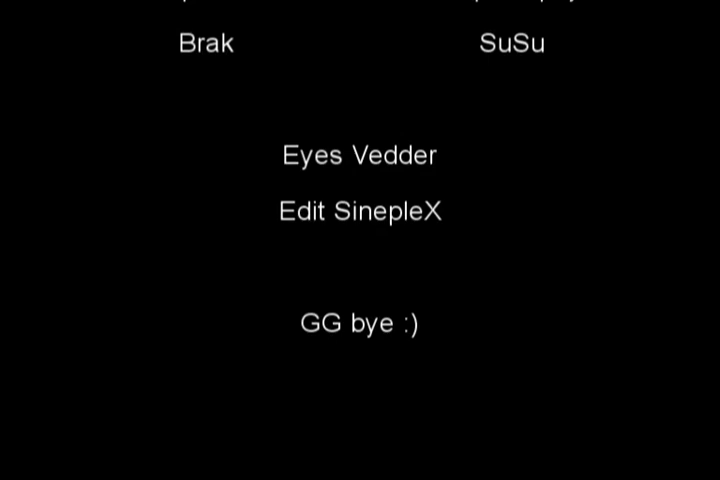 Brak SuSu
Eyes Vedder
Edit SinepleX
GG bye :)